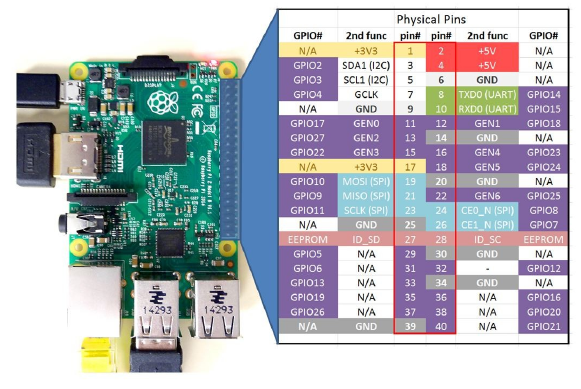 Physical Pins
GPIO# 2nd func pin# pin# 2nd func GPIO#
N/A +3V3 1 2 +5V N/A
GPIO2 SDA1 (I2C) 3 4 +5V N/A
GPIO3 SCL1 (I2C) 5 6 GND N/A
GPIO4 GCLK 7 8 TXD0 (UART) GPIO14
N/A GND 9 10 RXD0 (UART) GPIO15
GPIO17 GEN0 11 12 GEN1 GPIO18
GPIO27 GEN2 13 14 GND N/A
GPIO22 GEN3 15 16 GEN4 GPIO23
N/A +3V3 17 18 GEN5 GPIO24
GPIO10 MOSI (SPI) 19 20 GND N/A
GPIO9 MISO (SPI) 21 22 GEN6 GPIO25
GPIO11 SCLK (SPI) 23 24 CE0_N (SPI) GPIO8
N/A GND 25 26 CE1_N (SPI) GPIO7
EEPROM ID_SD 27 28 ID_SC EEPROM
GPIO5 N/A 29 30 GND N/A
GPIO6 N/A 31 32 - GPIO12
GPIO13 N/A 33 34 GND N/A
GPIO19 N/A 35 36 N/A GPIO16
GPIO26 N/A 37 38 N/A GPIO20
N/A GND 39 40 N/A GPIO21
HDMI
14293
14293